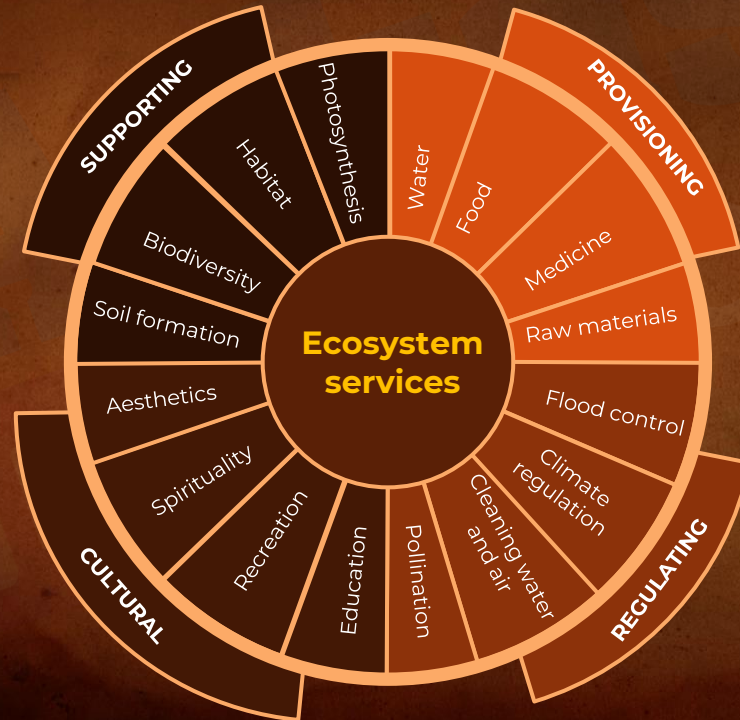 Ecosystem
services
PROVISIONING
Water
Food
Medicine
Raw materials
REGULATING
Flood control
Climate
regulation
Cleaning water
and air
Pollination
CULTURAL
Education
Recreation
Spirituality
Aesthetics
SUPPORTING
Soil formation
Biodiversity
Habitat
Photosynthesis